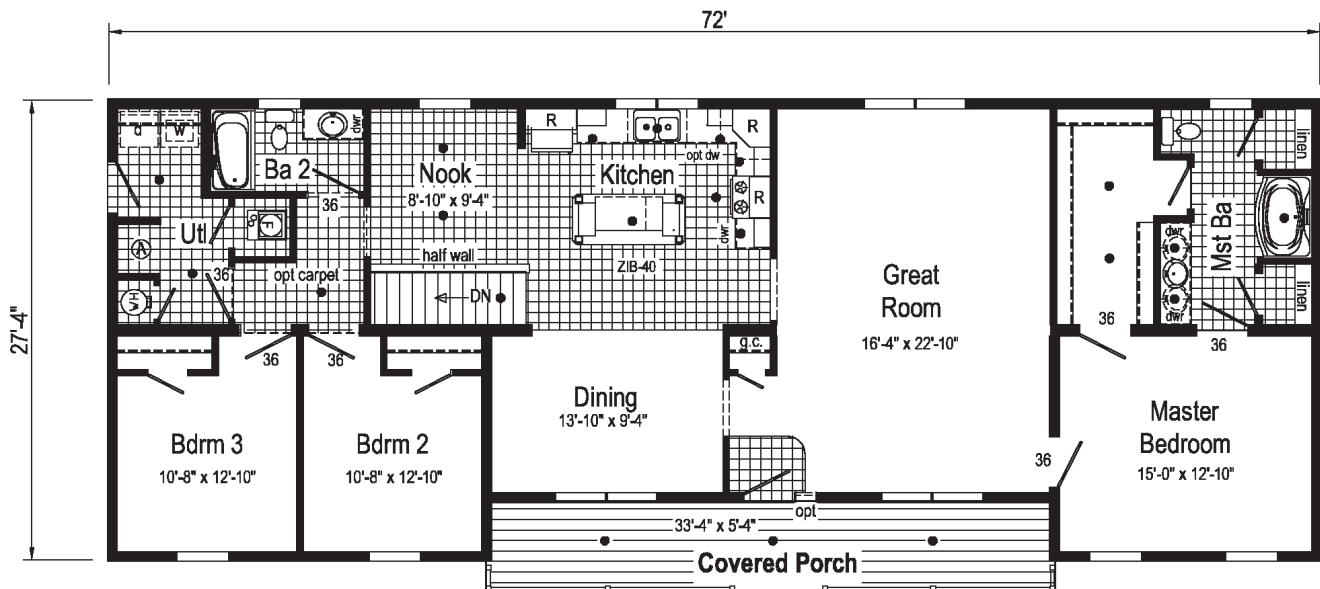 72'
27'-4"
d
W
dwr
Ba 2
36
Nook
8'-10" x 9'-4"
R
Kitchen
opt dw
R
R
dwr
ZIB-40
half wall
DN
Utl
F
A
WH
36
opt carpet
Great
Room
16'-4" x 22'-10"
linen
Mst Ba
dwr
dwr
linen
36
36
36
36
g.c.
Dining
13'-10" x 9'-4"
Bdrm 3
10'-8" x 12'-10"
Bdrm 2
10'-8" x 12'-10"
Master
Bedroom
15'-0" x 12'-10"
36
opt
33'-4" x 5'-4"
Covered Porch